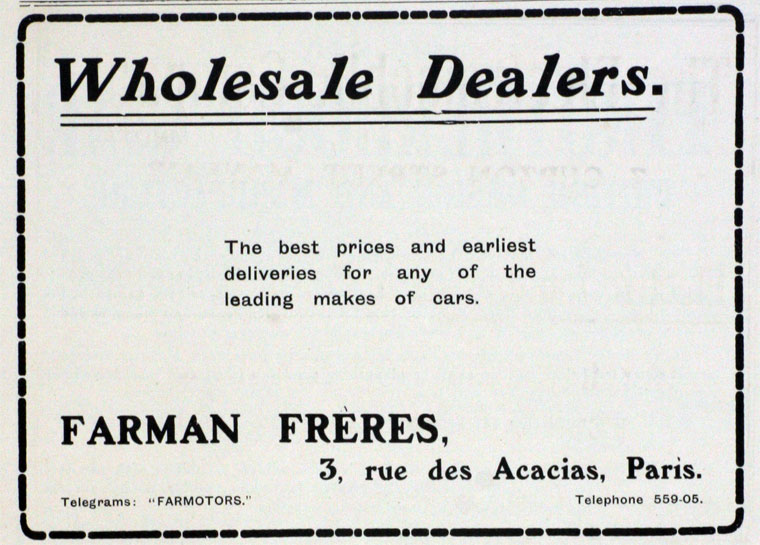 Wholesale Dealers.
The best prices and earliest
deliveries for any of the
leading makes of cars.
FARMAN FRÈRES,
3, rue des Acacias, Paris.
Telegrams: "FARMOTORS." Telephone 559-05.